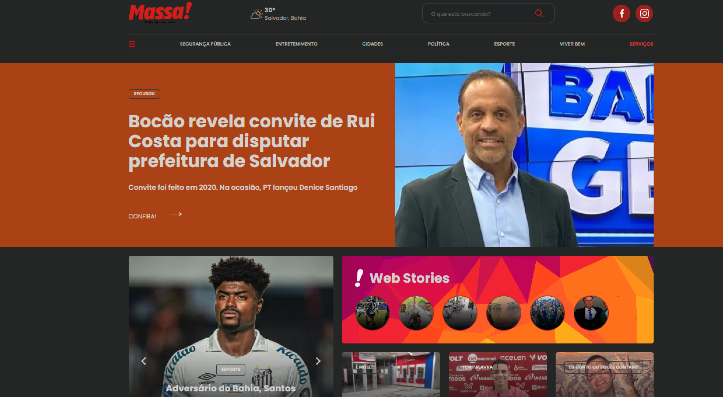 Massa!
30°
Salvador, Bahia
O que está buscando?
SEGURANÇA PÚBLICA
ENTRETENIMENTO
CIDADES
POLÍTICA
ESPORTE
VIVER BEM
SERVIÇOS
RECUSOU
Bocão revela convite de Rui
Costa para disputar
prefeitura de Salvador
Convite foi feito em 2020. Na ocasião, PT lançou Denice Santiago
CONFIRA!
BA
GE
ESPORTE
Adversário do Bahia, Santos
! Web Stories